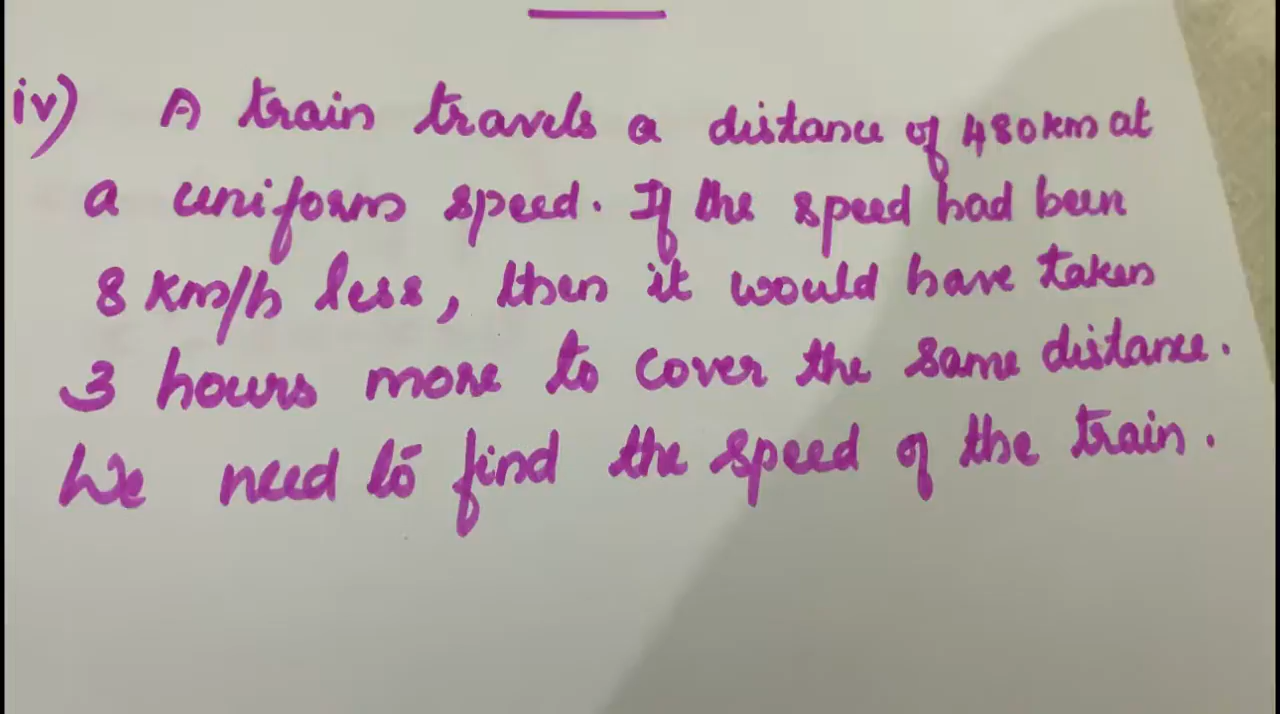 iv) A train travels a distance of 480km at
a uniform speed. If the speed had been
8 km/h less, then it would have taken
3 hours more to cover the same distance.
We need to find the speed of the train.